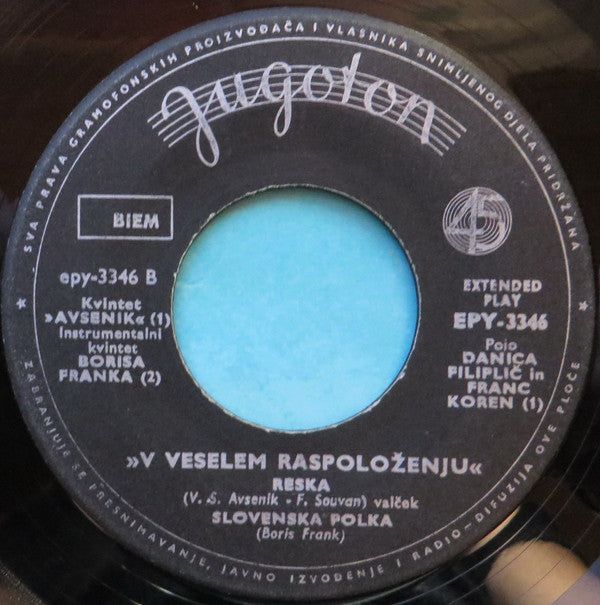 SVA PRAVA GRAMOFONSKIH PROIZVOĐAČA I VLASNIKA SNIMLJENOG DJELA PRIDRŽANA
Jugoton
BIEM
45
epy-3346 B
Kvintet
»AVSENIK« (1)
Instrumentalni
kvintet
BORISA
FRANKA (2)
EXTENDED
PLAY
EPY-3346
Pojo
DANICA
FILIPLIČ in
FRANC
KOREN (1)
»V VESELEM RASPOLOŽENJU«
RESKA
(V. S. Avsenik - F. Souvan) valček
SLOVENSKA POLKA
(Boris Frank)
ZABRANJUJE SE PRESNIMAVANJE, JAVNO IZVOĐENJE I RADIO-DIFUZIJA OVE PLOČE